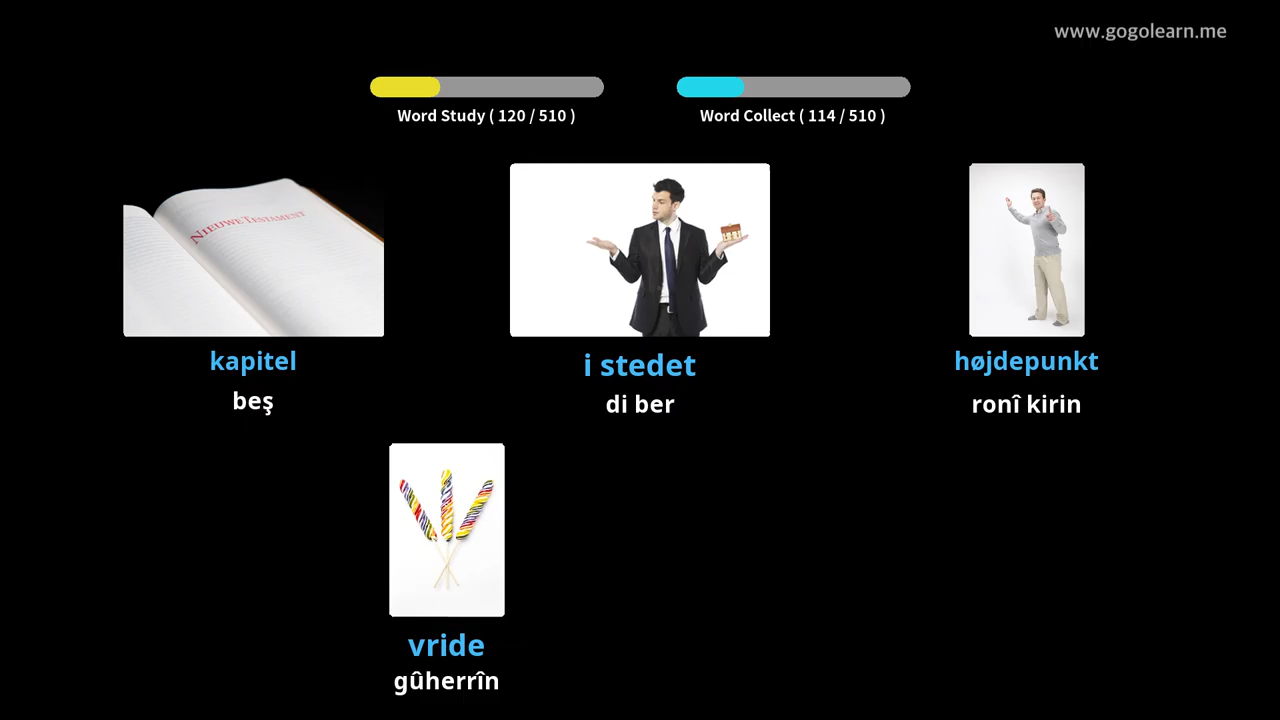 www.gogolearn.me
Word Study ( 120 / 510 )
Word Collect ( 114 / 510 )
NIEUWE TESTAMENT
kapitel
i stedet
højdepunkt
beş
di ber
ronî kirin
vride
gûherrîn